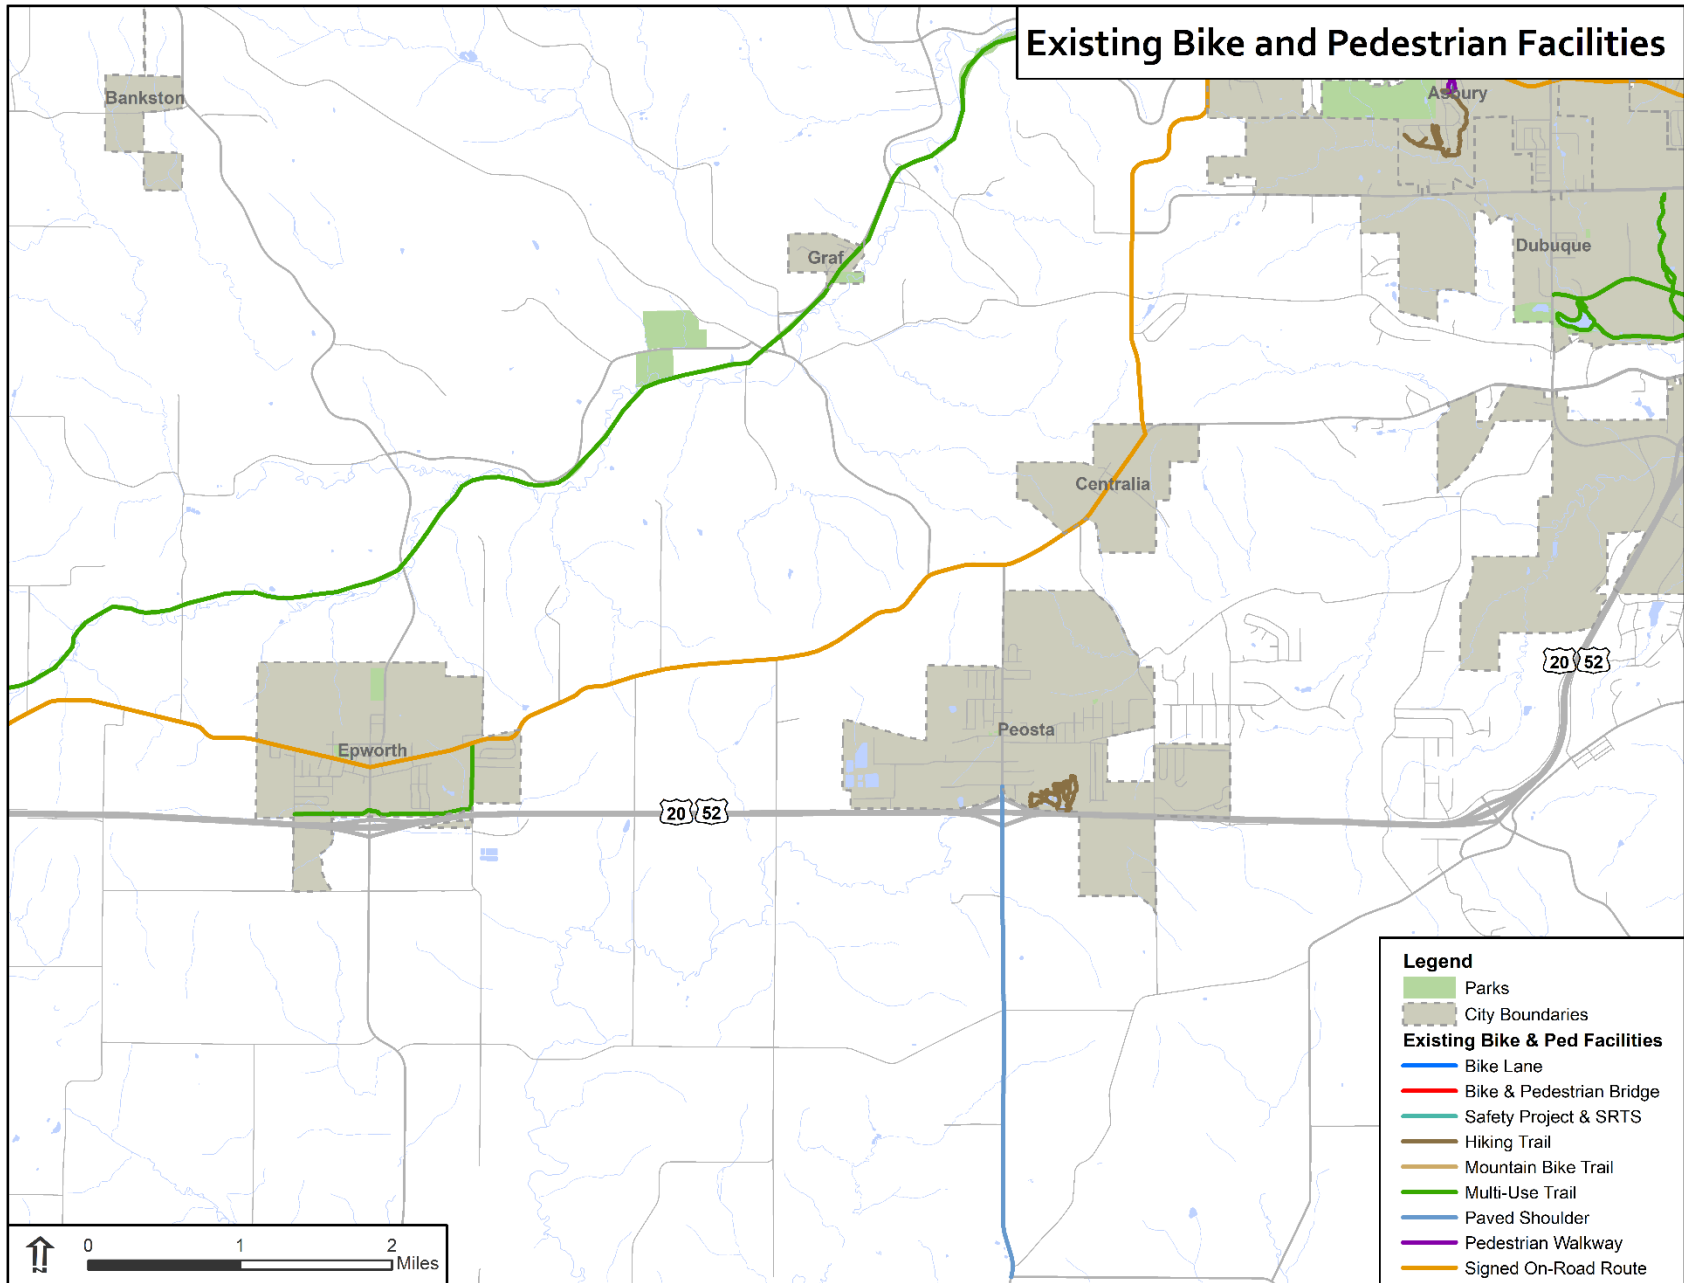 Existing Bike and Pedestrian Facilities
Bankston
Asbury
Dubuque
Graf
Centralia
20 52
Peosta
Epworth
20 52
Legend
Parks
City Boundaries
Existing Bike & Ped Facilities
Bike Lane
Bike & Pedestrian Bridge
Safety Project & SRTS
Hiking Trail
Mountain Bike Trail
Multi-Use Trail
Paved Shoulder
Pedestrian Walkway
Signed On-Road Route
N
0 1 2
Miles